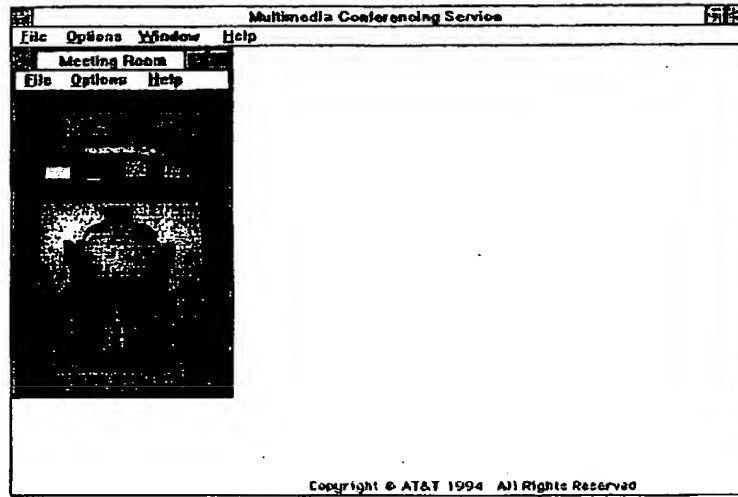 Multimedia Conferencing Service
File Options Window Help
Meeting Room
File Options Help
Copyright © AT&T 1994 All Rights Reserved